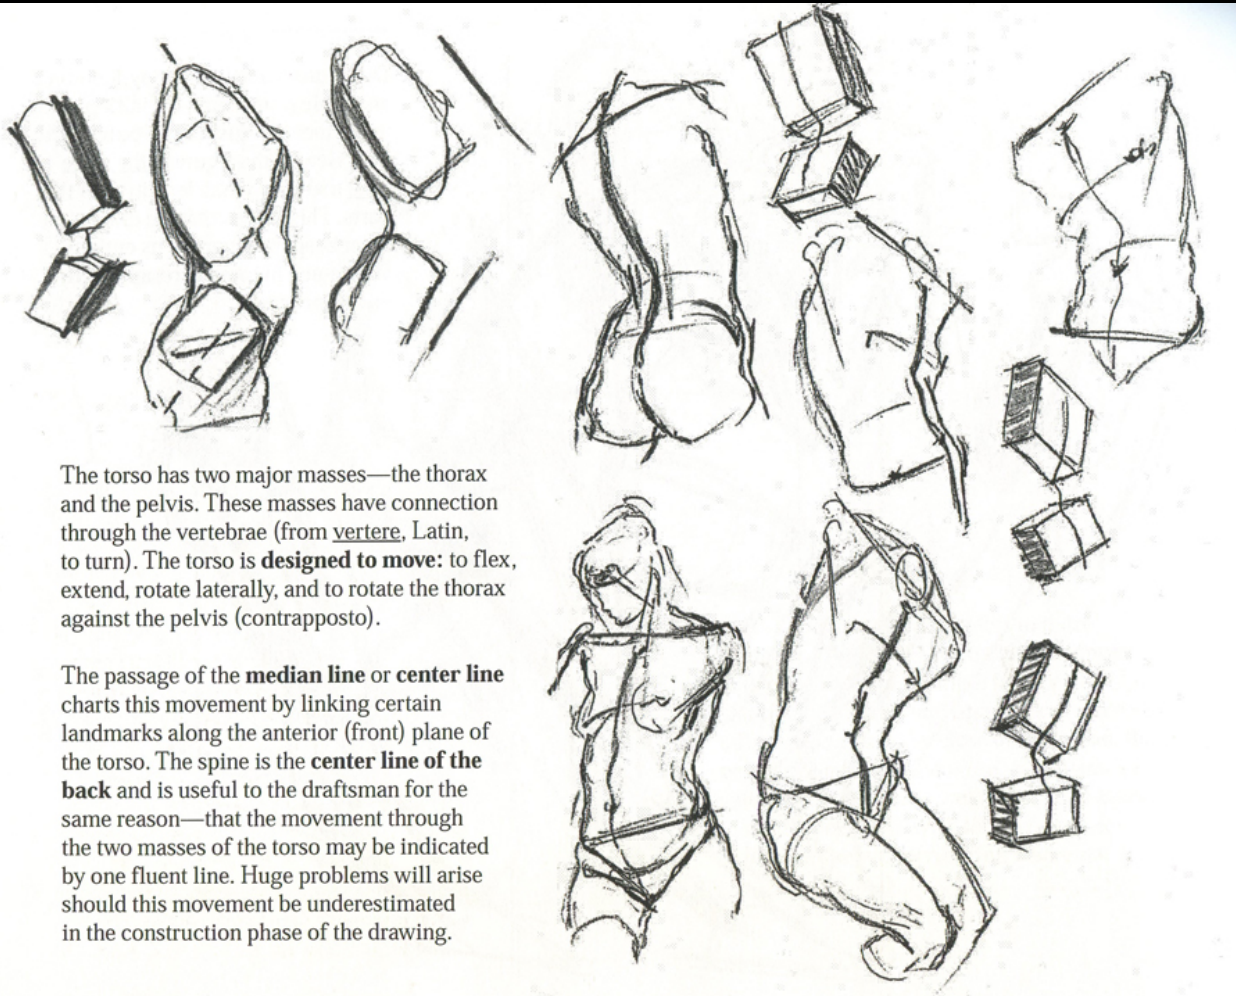 The torso has two major masses—the thorax
and the pelvis. These masses have connection
through the vertebrae (from vertere, Latin,
to turn). The torso is designed to move: to flex,
extend, rotate laterally, and to rotate the thorax
against the pelvis (contrapposto).
The passage of the median line or center line
charts this movement by linking certain
landmarks along the anterior (front) plane of
the torso. The spine is the center line of the
back and is useful to the draftsman for the
same reason—that the movement through
the two masses of the torso may be indicated
by one fluent line. Huge problems will arise
should this movement be underestimated
in the construction phase of the drawing.